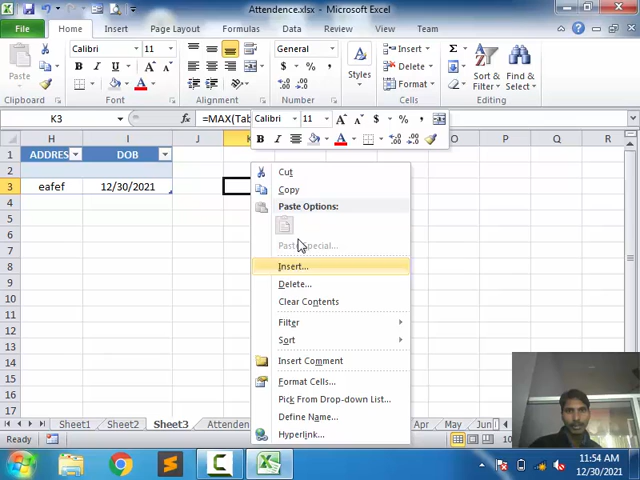 Attendence.xlsx - Microsoft Excel
File Home Insert Page Layout Formulas Data Review View Team
Paste
Clipboard
Calibri 11
B I U
Font
Alignment
General
$ % ,
Number
Styles
Insert
Delete
Format
Cells
Sort & Filter
Find & Select
Editing
K3 fx =MAX(Tab
Calibri 11 A A $ % ,
B I
H I J K O P Q R
1 ADDRES DOB
2
3 eafef 12/30/2021
4
5
6
7
8
9
10
11
12
13
14
15
16
17
Cut
Copy
Paste Options:
Paste Special...
Insert...
Delete...
Clear Contents
Filter
Sort
Insert Comment
Format Cells...
Pick From Drop-down List...
Define Name...
Hyperlink...
Sheet1 Sheet2 Sheet3 Attenden Apr May Jun
Ready 10
11:54 AM
12/30/2021